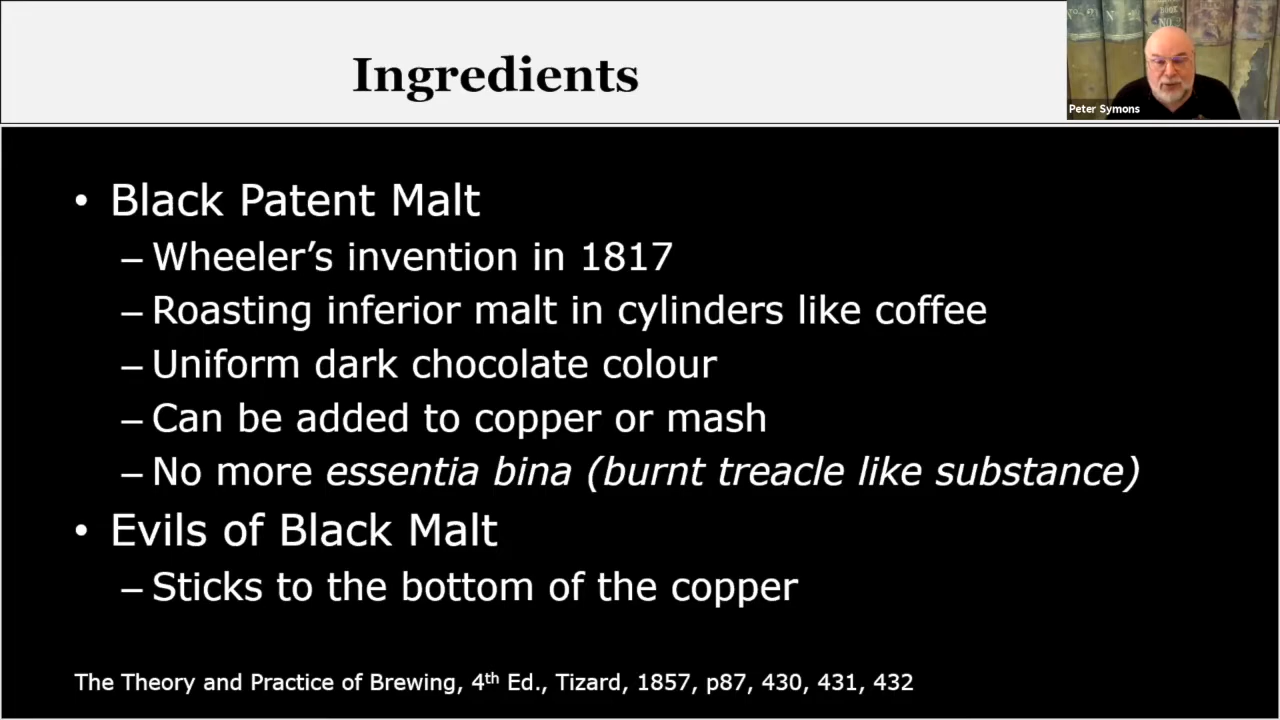 Ingredients
Peter Symons
• Black Patent Malt
– Wheeler’s invention in 1817
– Roasting inferior malt in cylinders like coffee
– Uniform dark chocolate colour
– Can be added to copper or mash
– No more essentia bina (burnt treacle like substance)
• Evils of Black Malt
– Sticks to the bottom of the copper
The Theory and Practice of Brewing, 4th Ed., Tizard, 1857, p87, 430, 431, 432